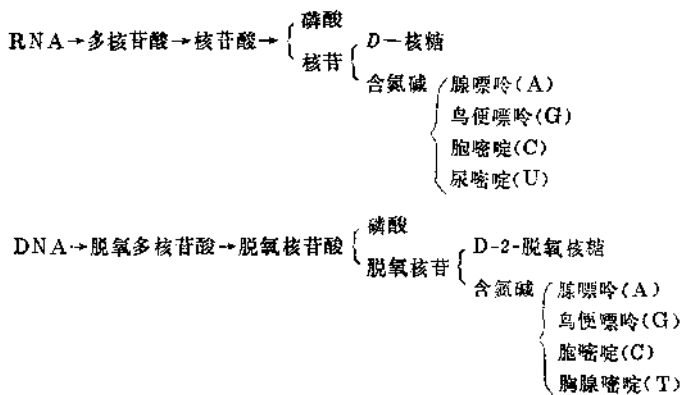 磷酸
RNA→多核苷酸→核苷酸→
核苷
D—核糖
含氮碱
腺嘌呤(A)
鸟便嘌呤(G)
胞嘧啶(C)
尿嘧啶(U)
磷酸
DNA→脱氧多核苷酸→脱氧核苷酸
脱氧核苷
D-2-脱氧核糖
含氮碱
腺嘌呤(A)
鸟便嘌呤(G)
胞嘧啶(C)
胸腺嘧啶(T)